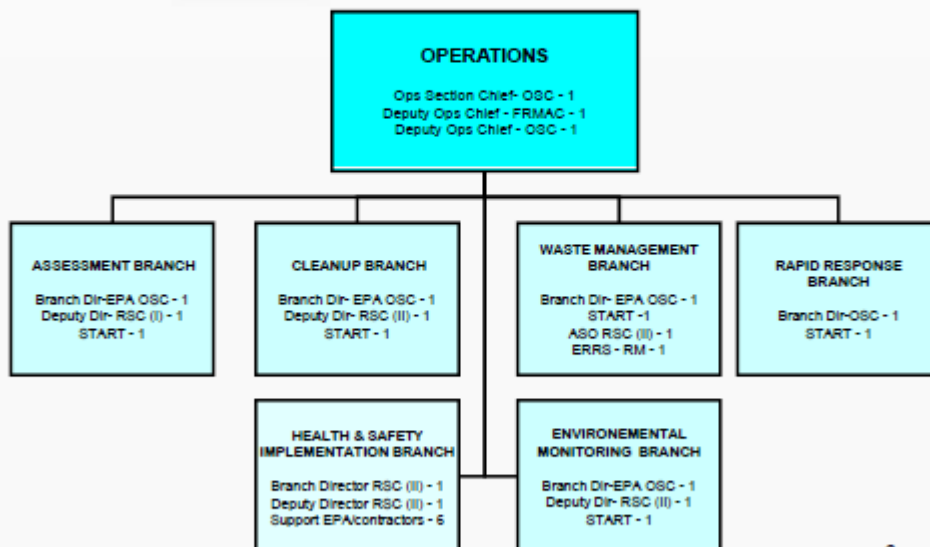 OPERATIONS
Ops Section Chief- OSC - 1
Deputy Ops Chief - FRMAC - 1
Deputy Ops Chief - OSC - 1
ASSESSMENT BRANCH
Branch Dir-EPA OSC - 1
Deputy Dir- RSC (I) - 1
START - 1
CLEANUP BRANCH
Branch Dir- EPA OSC - 1
Deputy Dir- RSC (II) - 1
START - 1
WASTE MANAGEMENT
BRANCH
Branch Dir- EPA OSC - 1
START -1
ASO RSC (II) - 1
ERRS - RM - 1
RAPID RESPONSE
BRANCH
Branch Dir-OSC - 1
START - 1
HEALTH & SAFETY
IMPLEMENTATION BRANCH
Branch Director RSC (II) - 1
Deputy Director RSC (II) - 1
Support EPA/contractors - 6
ENVIRONEMENTAL
MONITORING BRANCH
Branch Dir-EPA OSC - 1
Deputy Dir- RSC (II) - 1
START - 1